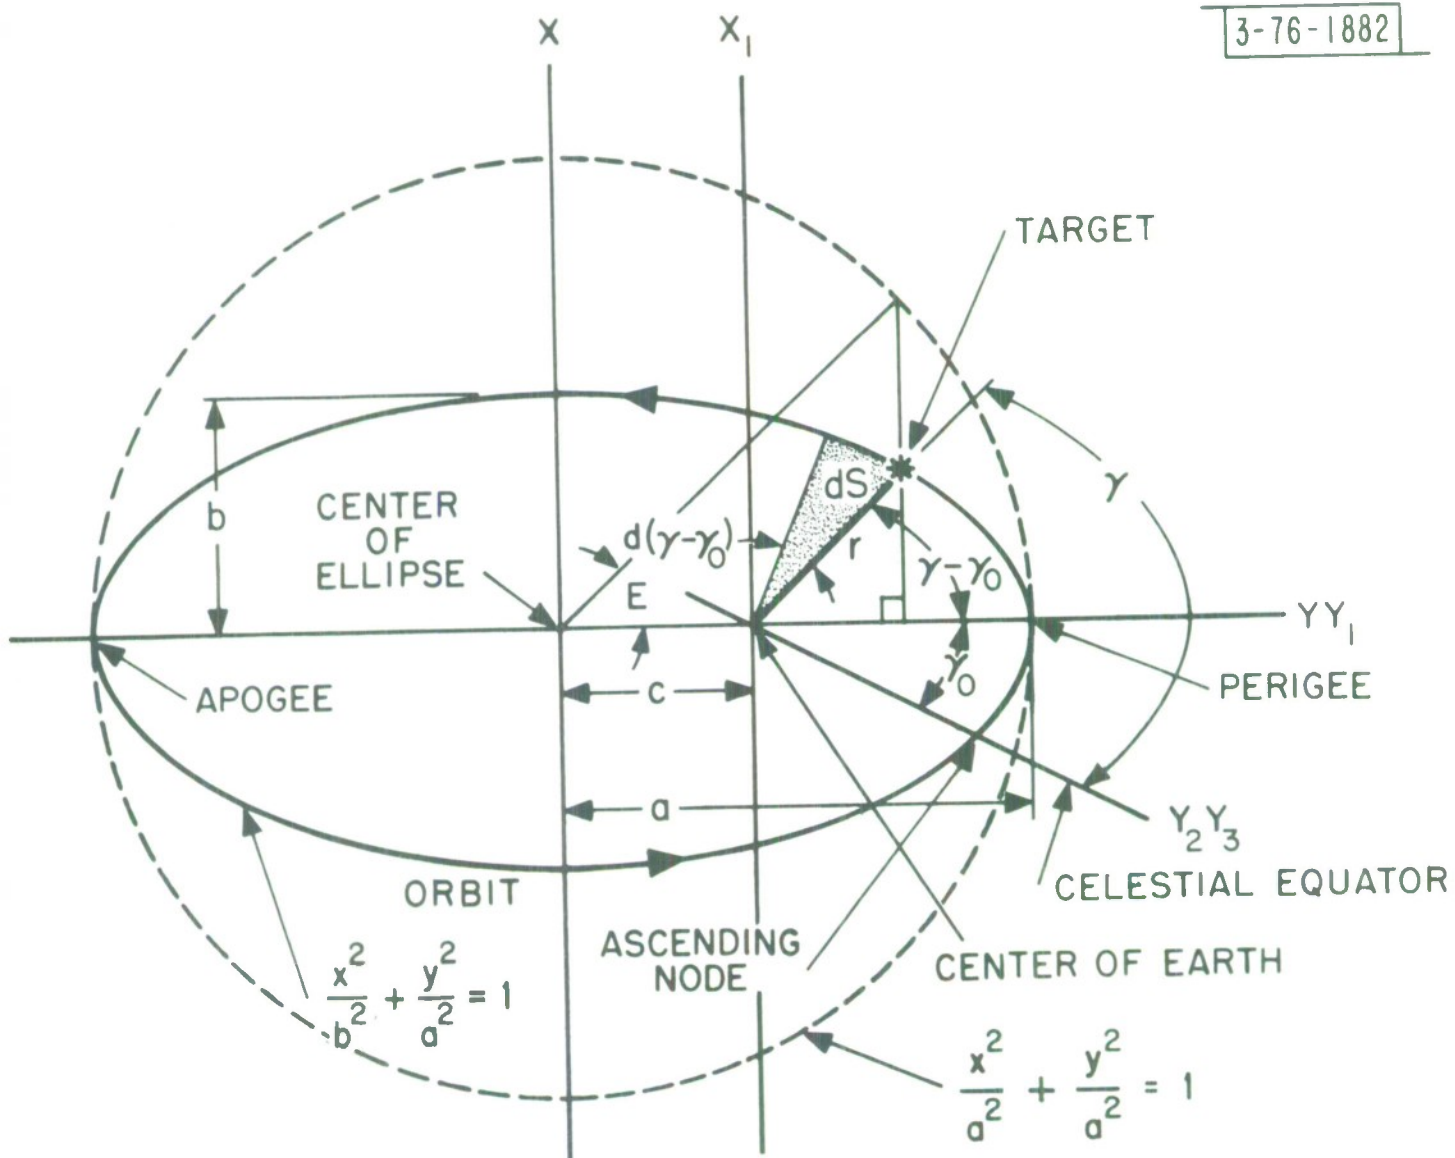 3-76-1882
X
X₁
TARGET
γ
CENTER
OF
ELLIPSE
b
dS
d(γ-γ₀)
r
γ-γ₀
E
YY₁
APOGEE
c
γ₀
PERIGEE
a
Y₂Y₃
CELESTIAL EQUATOR
ORBIT
ASCENDING
NODE
CENTER OF EARTH
x²/b² + y²/a² = 1
x²/a² + y²/a² = 1